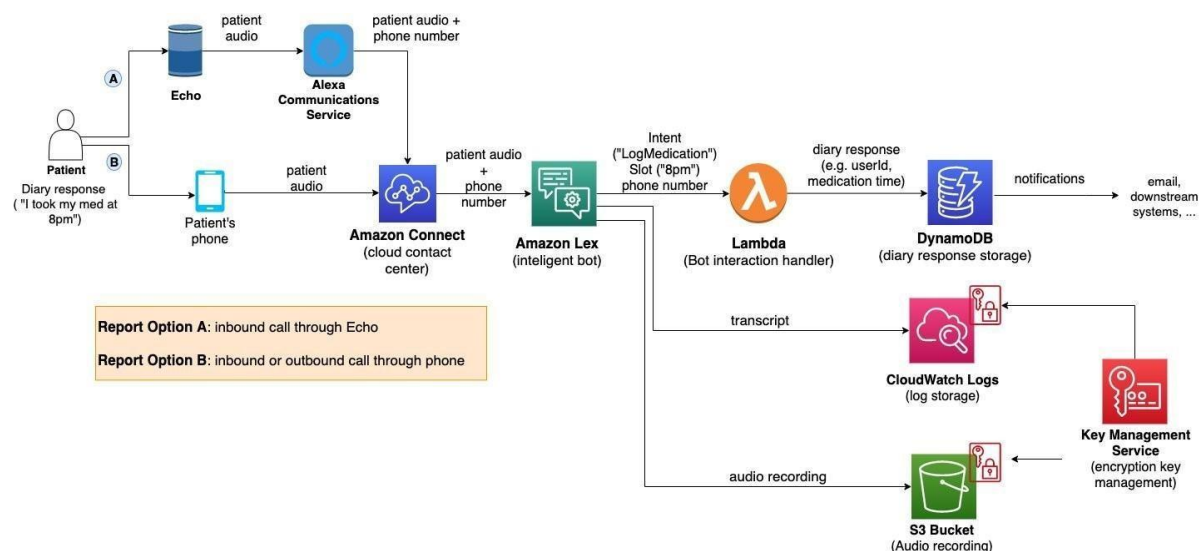 patient
audio
patient audio +
phone number
A
Echo
Alexa
Communications
Service
Patient
Diary response
( "I took my med at
8pm")
B
Patient's
phone
patient
audio
Amazon Connect
(cloud contact
center)
patient audio
+
phone
number
Amazon Lex
(inteligent bot)
Intent
("LogMedication")
Slot ("8pm")
phone number
Lambda
(Bot interaction handler)
diary response
(e.g. userId,
medication time)
DynamoDB
(diary response storage)
notifications
email,
downstream
systems, ...
Report Option A: inbound call through Echo
Report Option B: inbound or outbound call through phone
transcript
CloudWatch Logs
(log storage)
Key Management
Service
(encryption key
management)
audio recording
S3 Bucket
(Audio recording)